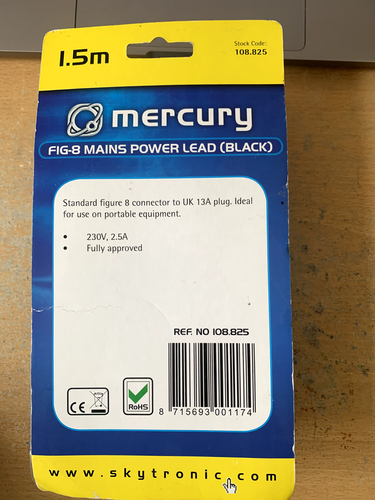 1.5m
Stock Code:
108.825
mercury
FIG-8 MAINS POWER LEAD (BLACK)
Standard figure 8 connector to UK 13A plug. Ideal
for use on portable equipment.
• 230V, 2.5A
• Fully approved
REF. NO 108.825
CE
RoHS
8 715693 001174
www.skytronic.com